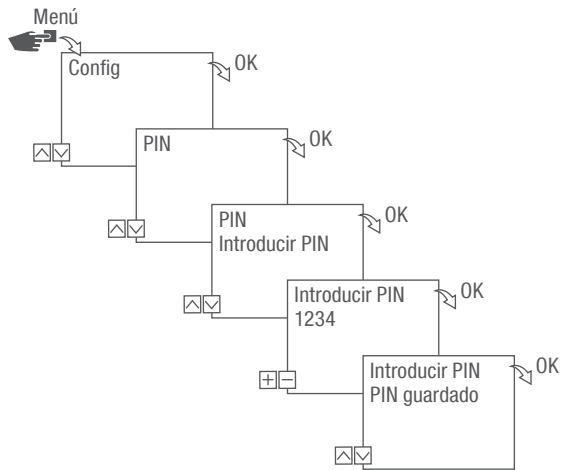 Menú
Config
OK
PIN
OK
PIN
Introducir PIN
OK
Introducir PIN
1234
OK
Introducir PIN
PIN guardado
OK